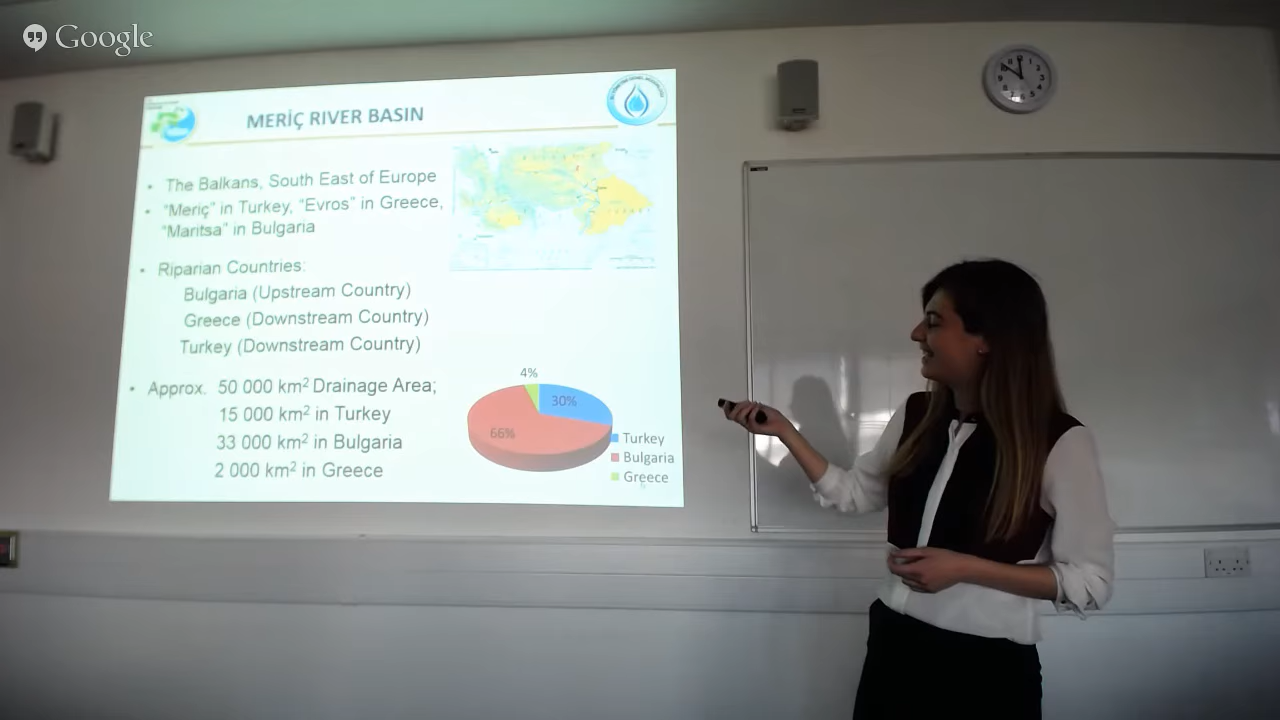 Google
MERİÇ RIVER BASIN
• The Balkans, South East of Europe
• “Meriç” in Turkey, “Evros” in Greece,
“Maritsa” in Bulgaria
• Riparian Countries:
Bulgaria (Upstream Country)
Greece (Downstream Country)
Turkey (Downstream Country)
• Approx. 50 000 km² Drainage Area;
15 000 km² in Turkey
33 000 km² in Bulgaria
2 000 km² in Greece
4%
30%
66%
Turkey
Bulgaria
Greece